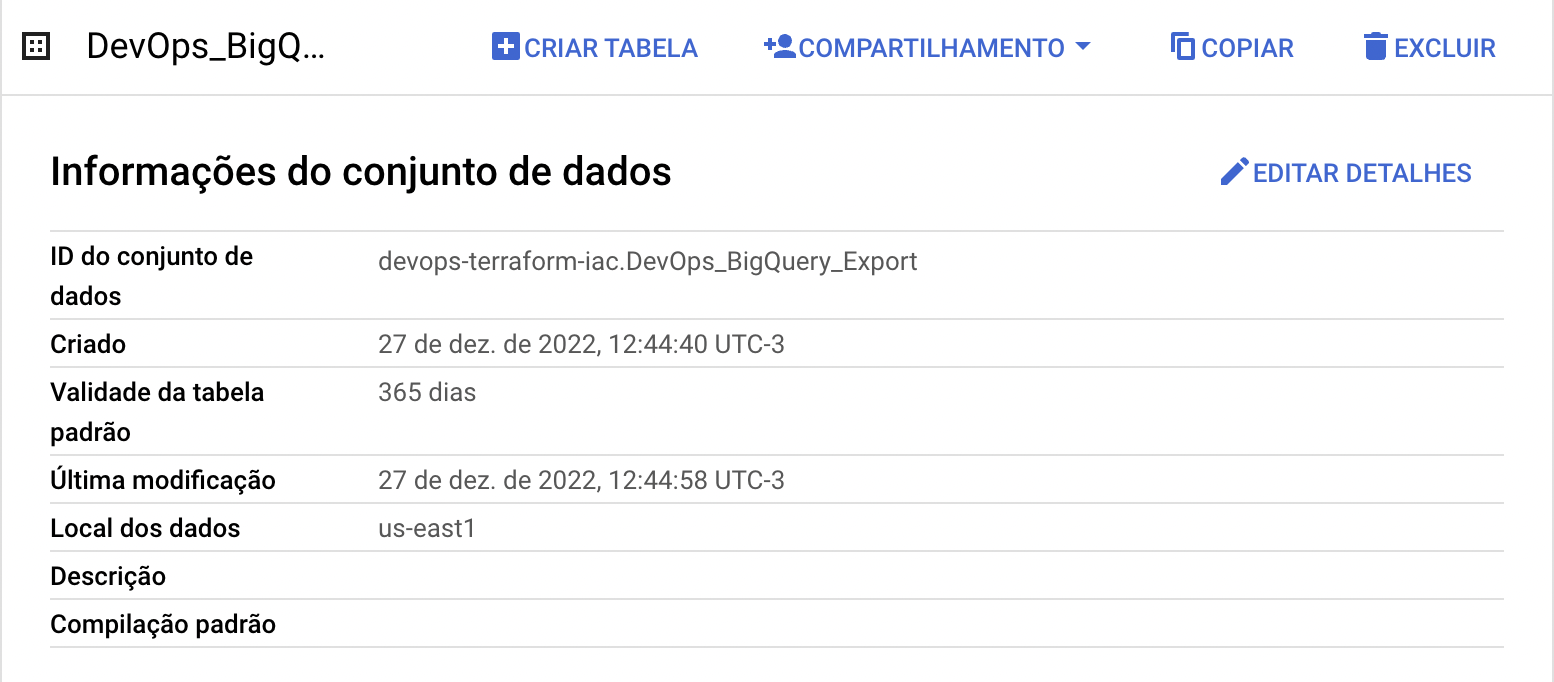 DevOps_BigQ...
CRIAR TABELA
COMPARTILHAMENTO
COPIAR
EXCLUIR
Informações do conjunto de dados
EDITAR DETALHES
ID do conjunto de
dados
devops-terraform-iac.DevOps_BigQuery_Export
Criado
27 de dez. de 2022, 12:44:40 UTC-3
Validade da tabela
padrão
365 dias
Última modificação
27 de dez. de 2022, 12:44:58 UTC-3
Local dos dados
us-east1
Descrição
Compilação padrão